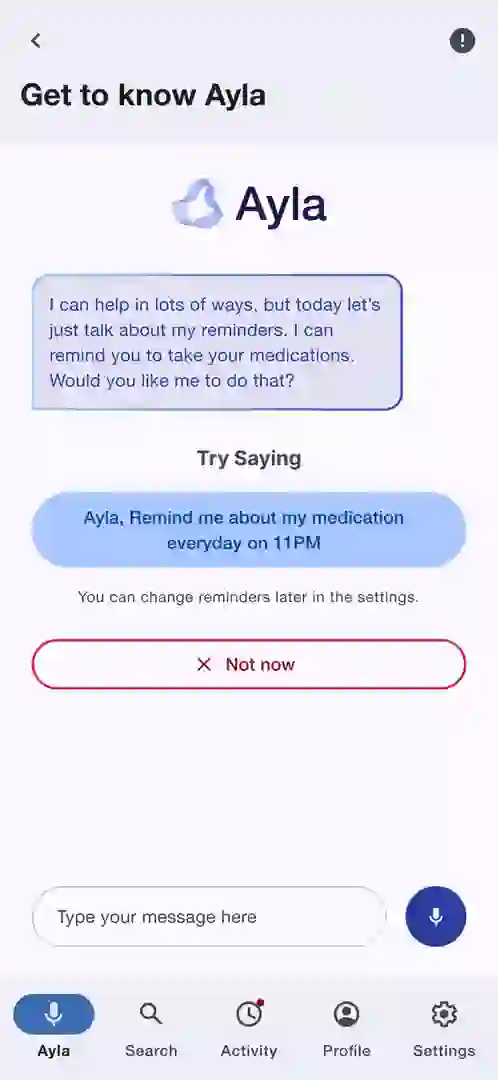 Get to know Ayla
Ayla
I can help in lots of ways, but today let's
just talk about my reminders. I can
remind you to take your medications.
Would you like me to do that?
Try Saying
Ayla, Remind me about my medication
everyday on 11PM
You can change reminders later in the settings.
Not now
Type your message here
Ayla
Search
Activity
Profile
Settings